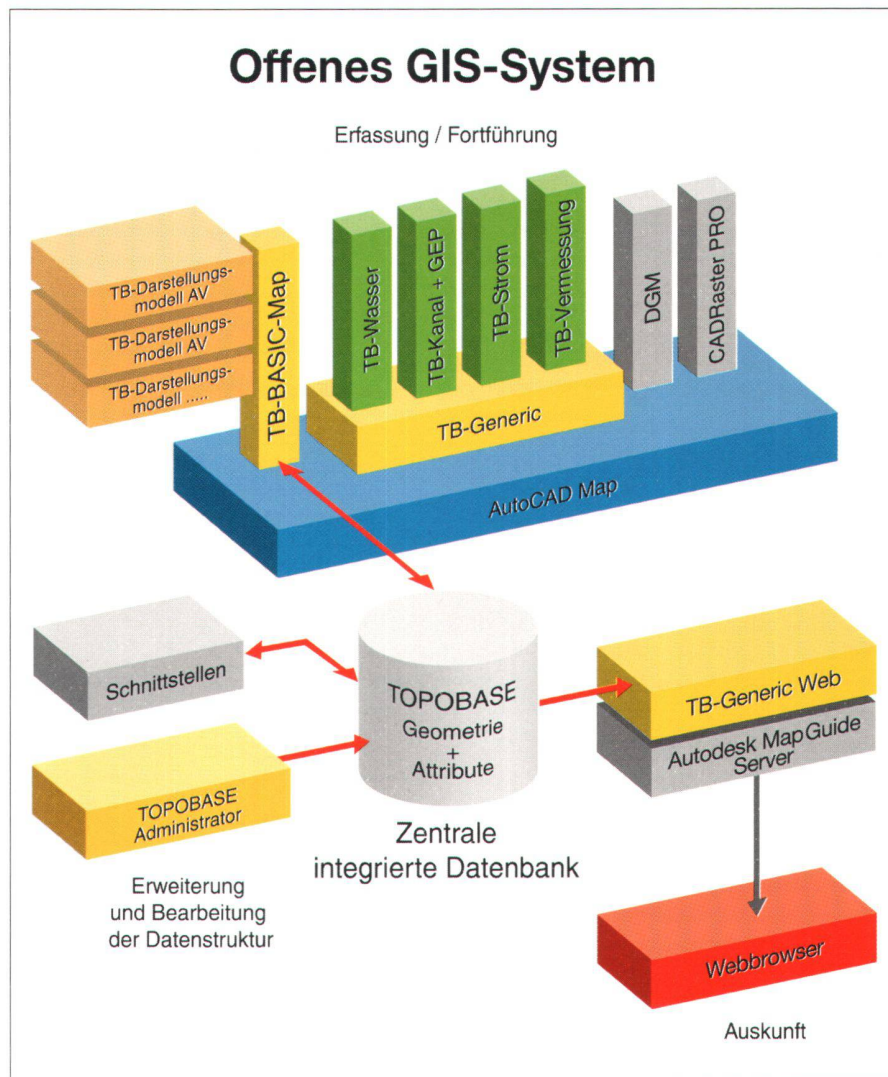 Offenes GIS-System
Erfassung / Fortführung
TB-Darstellungs-
modell AV
TB-Darstellungs-
modell AV
TB-Darstellungs-
modell .....
TB-BASIC-Map
TB-Wasser
TB-Kanal + GEP
TB-Strom
TB-Vermessung
DGM
CADRaster PRO
TB-Generic
AutoCAD Map
Schnittstellen
TOPOBASE
Geometrie
+
Attribute
TB-Generic Web
Autodesk MapGuide
Server
TOPOBASE
Administrator
Zentrale
integrierte Datenbank
Erweiterung
und Bearbeitung
der Datenstruktur
Webbrowser
Auskunft